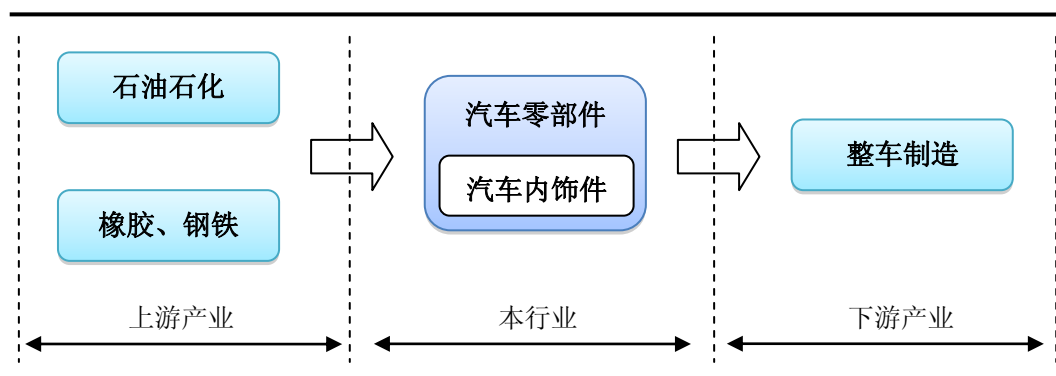 石油石化
橡胶、钢铁
汽车零部件
汽车内饰件
整车制造
上游产业
本行业
下游产业